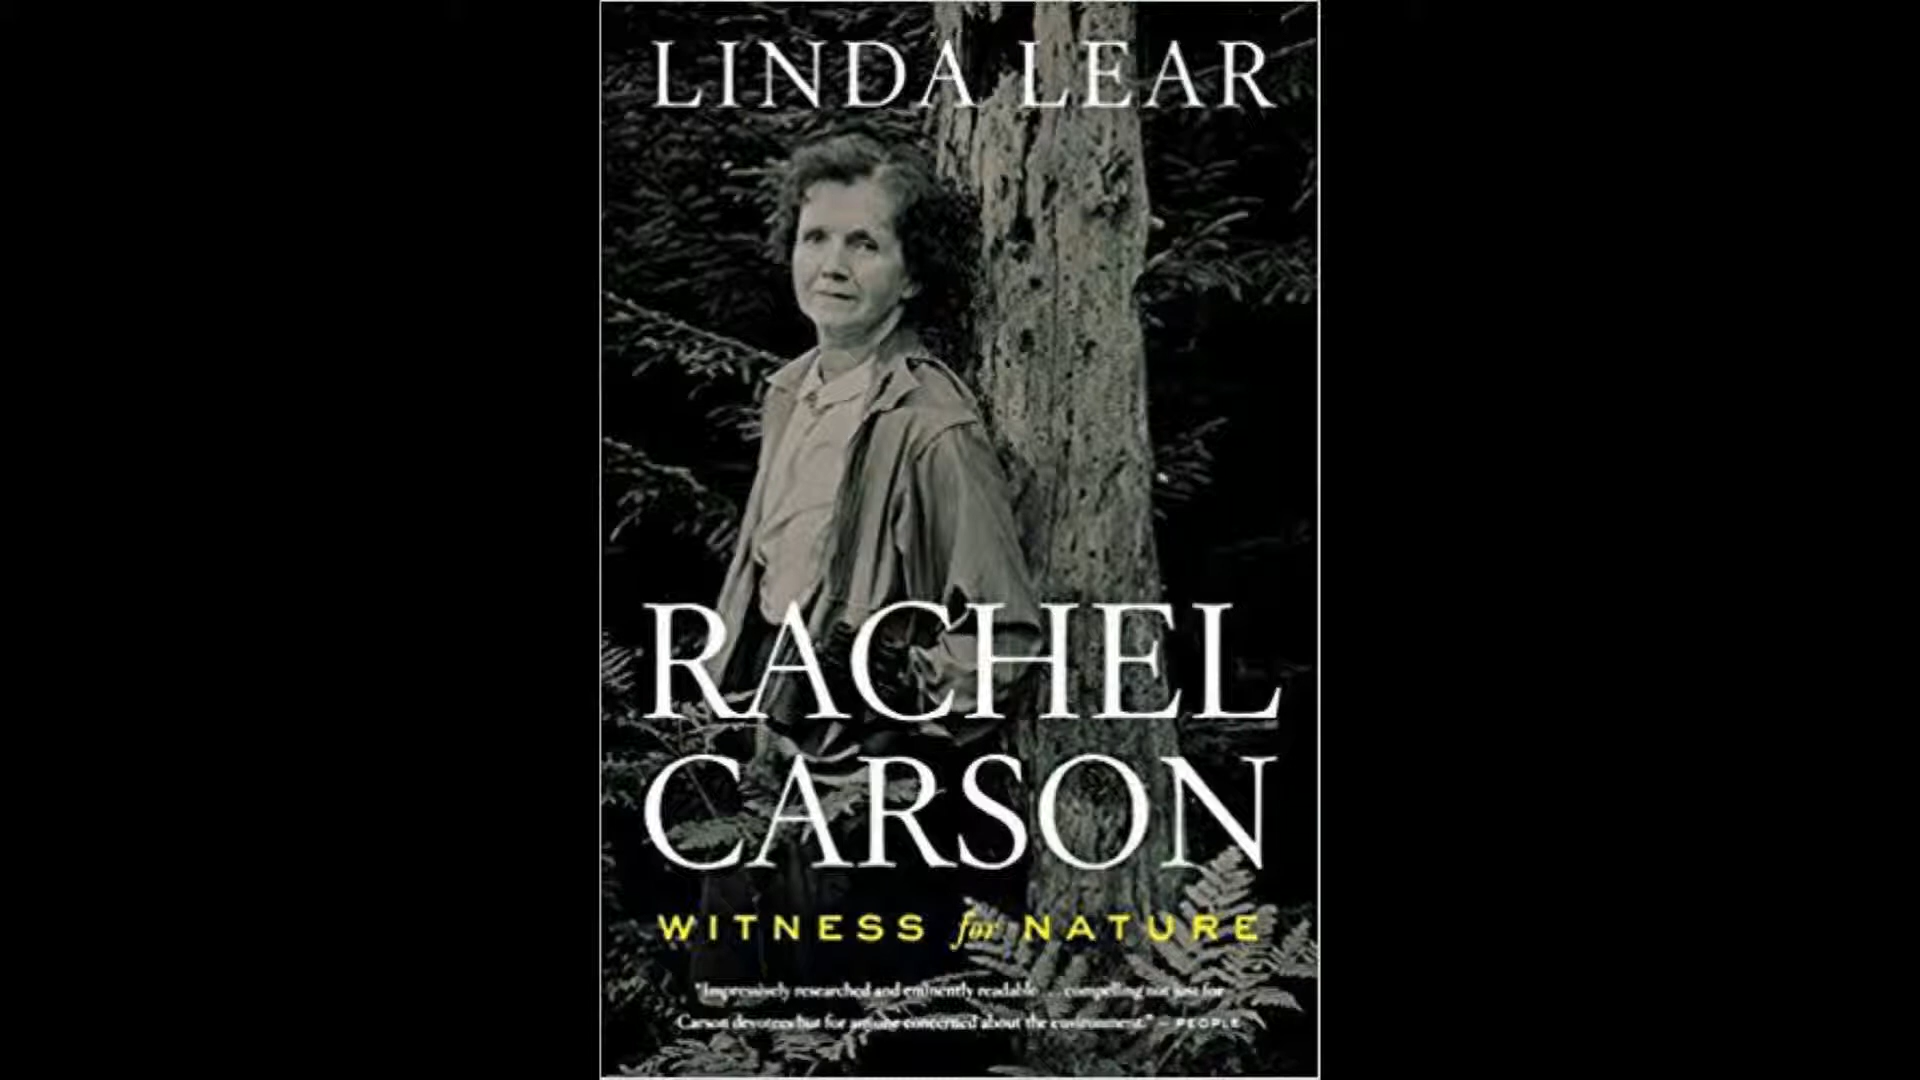 LINDA LEAR
RACHEL
CARSON
WITNESS for NATURE
"Impressively researched and eminently readable . . . compelling not just for
Carson devotees but for anyone concerned about the environment." — PEOPLE